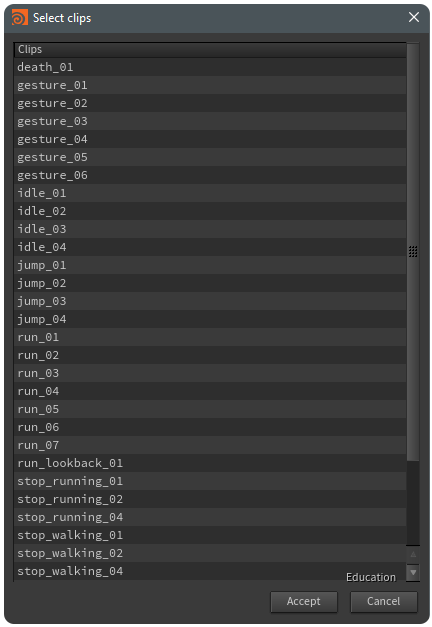 Select clips
Clips
death_01
gesture_01
gesture_02
gesture_03
gesture_04
gesture_05
gesture_06
idle_01
idle_02
idle_03
idle_04
jump_01
jump_02
jump_03
jump_04
run_01
run_02
run_03
run_04
run_05
run_06
run_07
run_lookback_01
stop_running_01
stop_running_02
stop_running_04
stop_walking_01
stop_walking_02
stop_walking_04
Education
Accept
Cancel